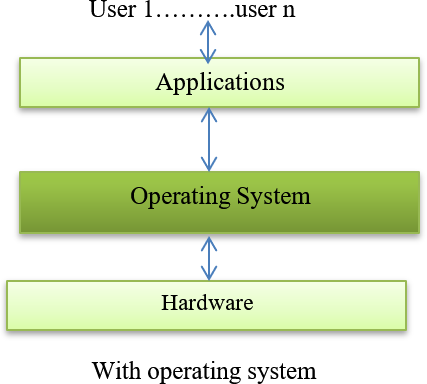 User 1……….user n
Applications
Operating System
Hardware
With operating system